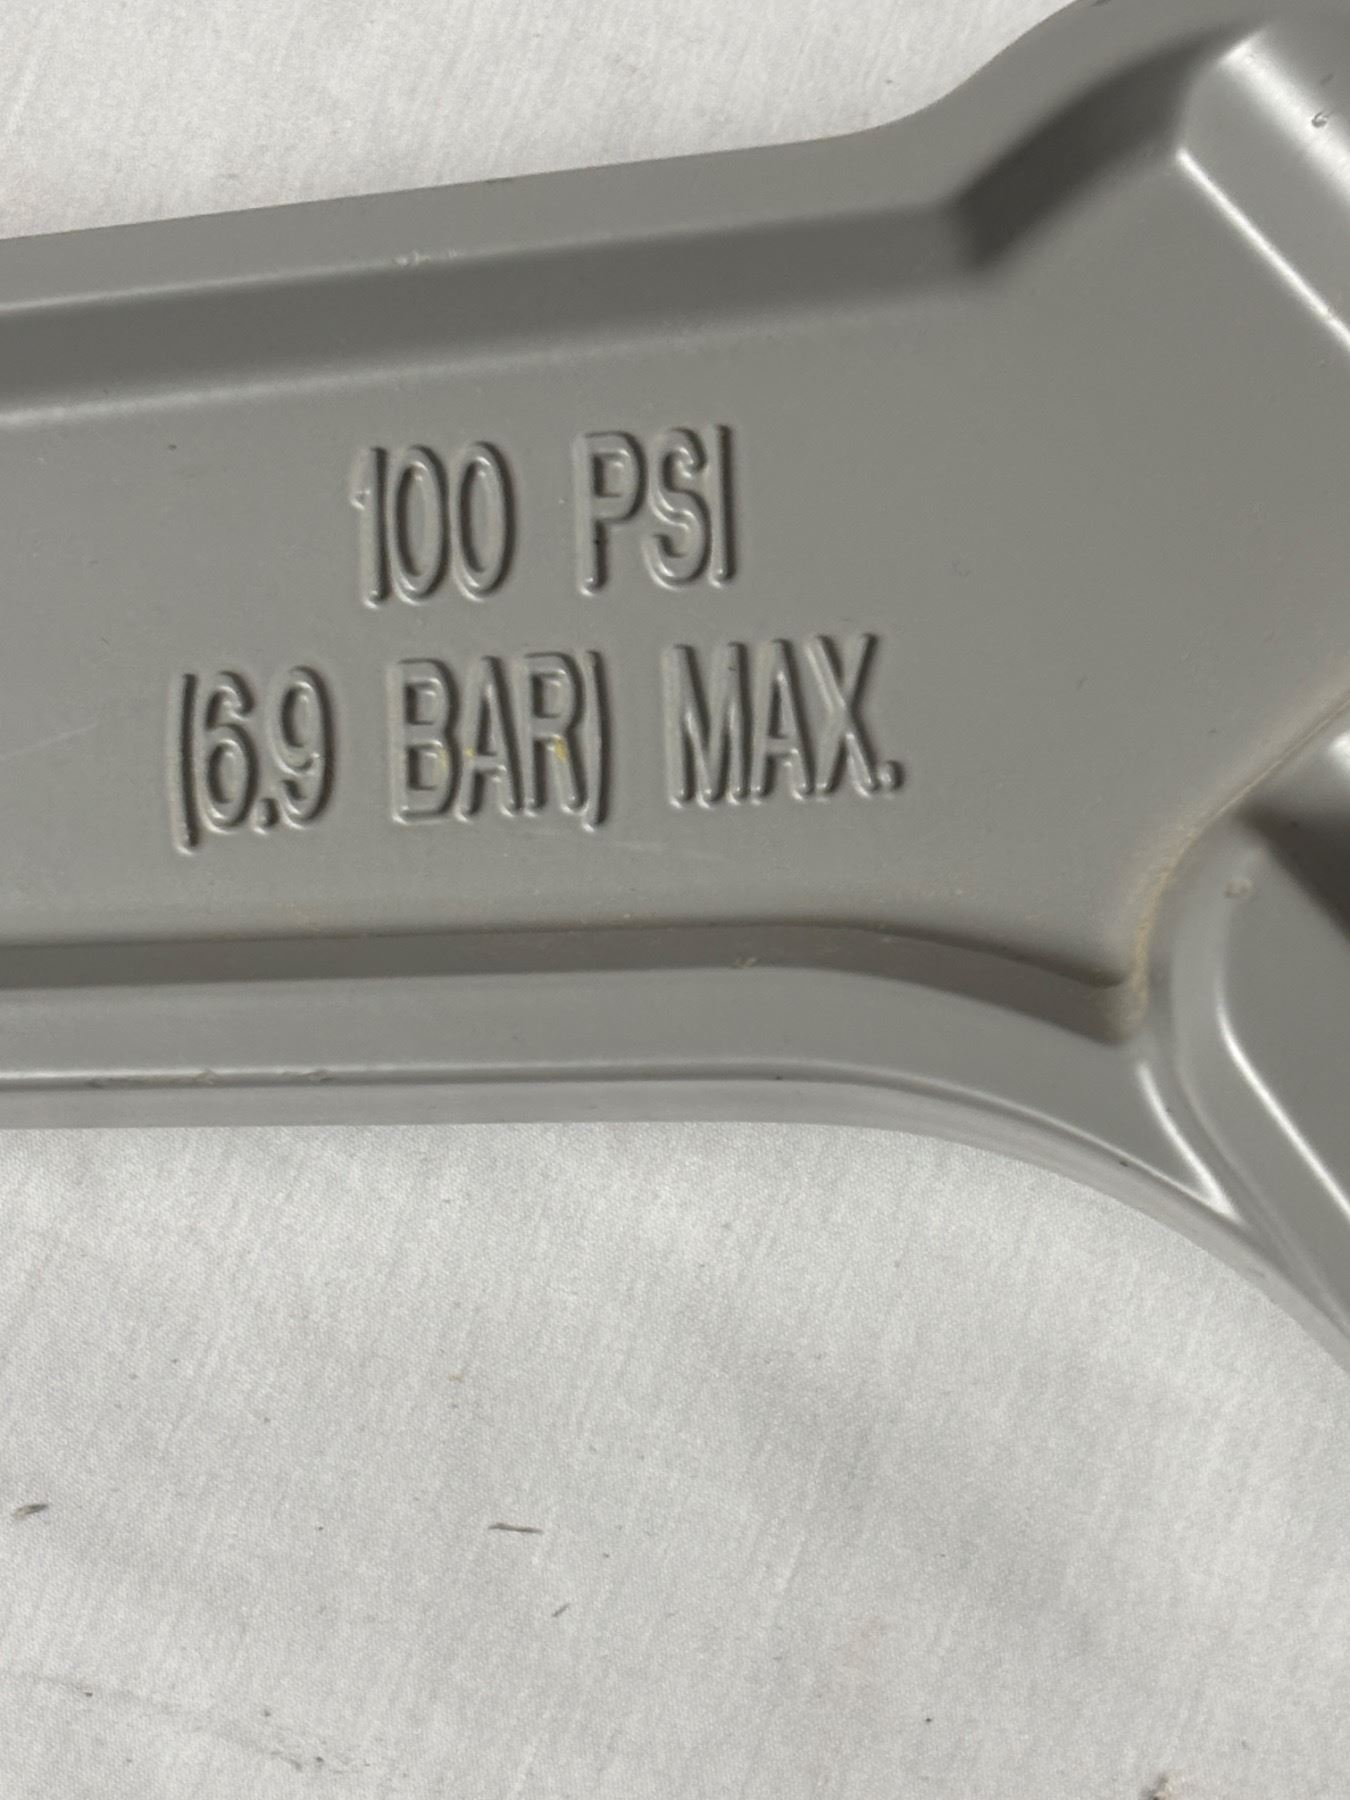 100 PSI
(6.9 BAR) MAX.